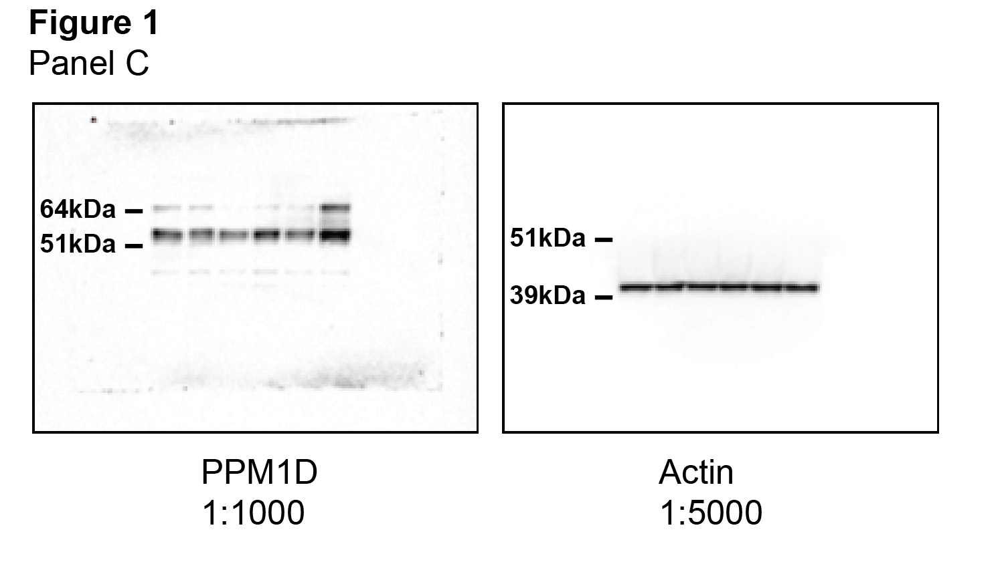 Figure 1
Panel C
64kDa
51kDa
51kDa
39kDa
PPM1D
1:1000
Actin
1:5000